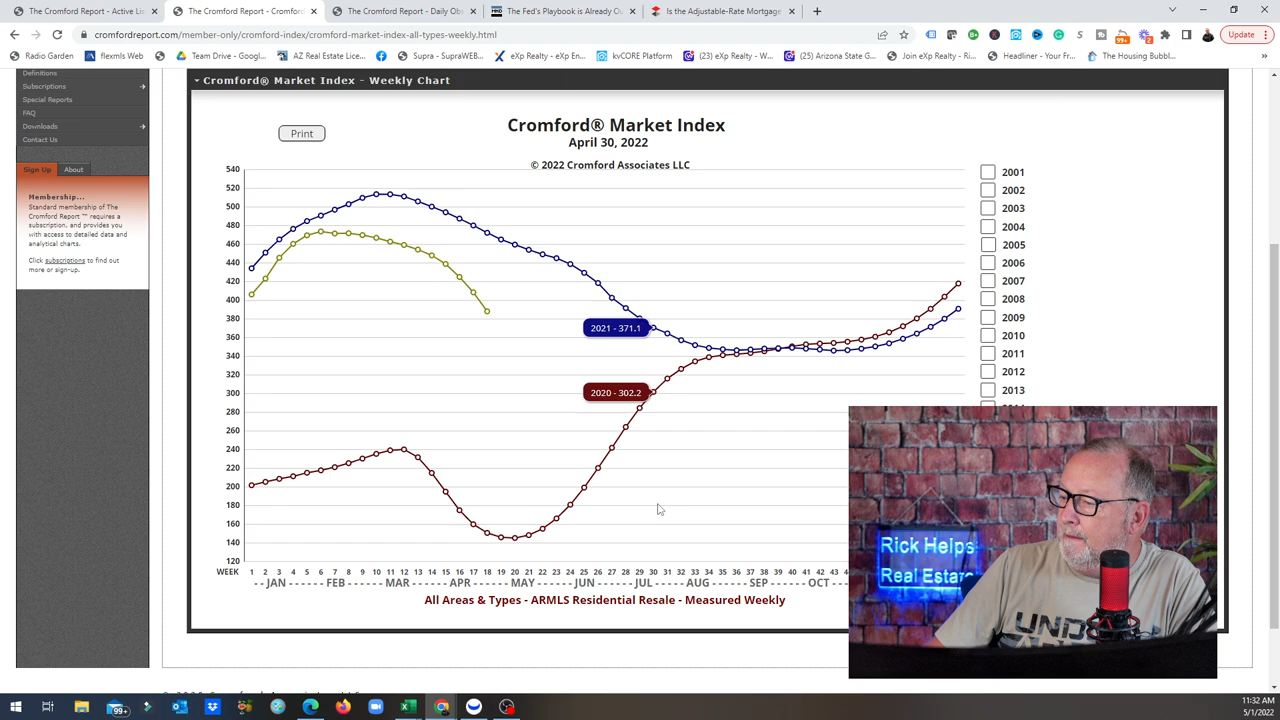 The Cromford Report - Active Lis
The Cromford Report - Cromfor
The Cromford Report - Daily Obs
The Fed's Playbook is Already O
Is the Adjustable-Rate Mortgage
cromfordreport.com/member-only/cromford-index/cromford-market-index-all-types-weekly.html
Update
Radio Garden
flexmls Web
Team Drive - Googl...
AZ Real Estate Lice...
Sign In - SupraWEB...
eXp Realty - eXp En...
kvCORE Platform
(23) eXp Realty - W...
(25) Arizona State G...
Join eXp Realty - Ri...
Headliner - Your Fr...
The Housing Bubbl...
Definitions
Subscriptions
Special Reports
FAQ
Downloads
Contact Us
Sign Up About
Membership...
Standard membership of The
Cromford Report ™ requires a
subscription, and provides you
with access to detailed data and
analytical charts.
Click subscriptions to find out
more or sign-up.
Cromford® Market Index - Weekly Chart
Print
Cromford® Market Index
April 30, 2022
© 2022 Cromford Associates LLC
540
520
500
480
460
440
420
400
380
360
340
320
300
280
260
240
220
200
180
160
140
120
2021 - 371.1
2020 - 302.2
WEEK 1 2 3 4 5 6 7 8 9 10 11 12 13 14 15 16 17 18 19 20 21 22 23 24 25 26 27 28 29 30 31 32 33 34 35 36 37 38 39 40 41 42 43
- - JAN - - - - - - FEB - - - - - - MAR - - - - - - APR - - - - - - MAY - - - - - - JUN - - - - - - JUL - - - - - - AUG - - - - - - SEP - - - - - - OCT - -
All Areas & Types - ARMLS Residential Resale - Measured Weekly
2001
2002
2003
2004
2005
2006
2007
2008
2009
2010
2011
2012
2013
Rick Helps
Real Estate
UND
99+
11:32 AM
5/1/2022